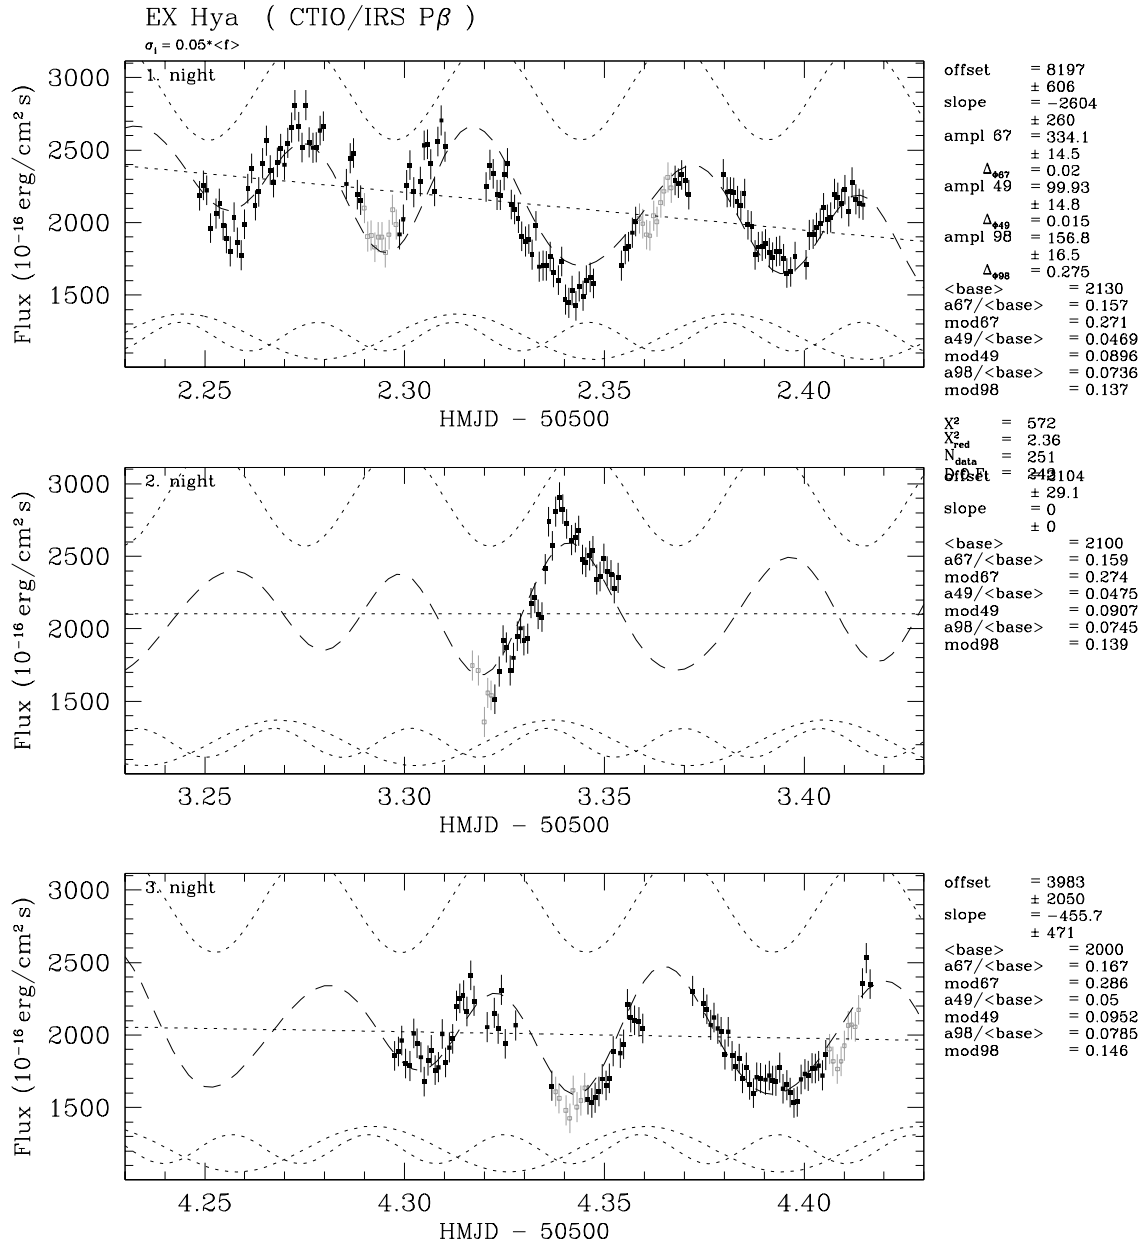 EX Hya ( CTIO/IRS Pβ )
σᵢ = 0.05*<f>
1. night
Flux (10⁻¹⁶ erg/cm² s)
3000
2500
2000
1500
2.25 2.30 2.35 2.40
HMJD − 50500
offset = 8197
± 606
slope = −2604
± 260
ampl 67 = 334.1
± 14.5
Δϕ67 = 0.02
ampl 49 = 99.93
± 14.8
Δϕ49 = 0.015
ampl 98 = 156.8
± 16.5
Δϕ98 = 0.275
<base> = 2130
a67/<base> = 0.157
mod67 = 0.271
a49/<base> = 0.0469
mod49 = 0.0896
a98/<base> = 0.0736
mod98 = 0.137
X² = 572
X²red = 2.36
Ndata = 251
2. night
Flux (10⁻¹⁶ erg/cm² s)
3000
2500
2000
1500
3.25 3.30 3.35 3.40
HMJD − 50500
offset = 2104
± 29.1
slope = 0
± 0
<base> = 2100
a67/<base> = 0.159
mod67 = 0.274
a49/<base> = 0.0475
mod49 = 0.0907
a98/<base> = 0.0745
mod98 = 0.139
3. night
Flux (10⁻¹⁶ erg/cm² s)
3000
2500
2000
1500
4.25 4.30 4.35 4.40
HMJD − 50500
offset = 3983
± 2050
slope = −455.7
± 471
<base> = 2000
a67/<base> = 0.167
mod67 = 0.286
a49/<base> = 0.05
mod49 = 0.0952
a98/<base> = 0.0785
mod98 = 0.146